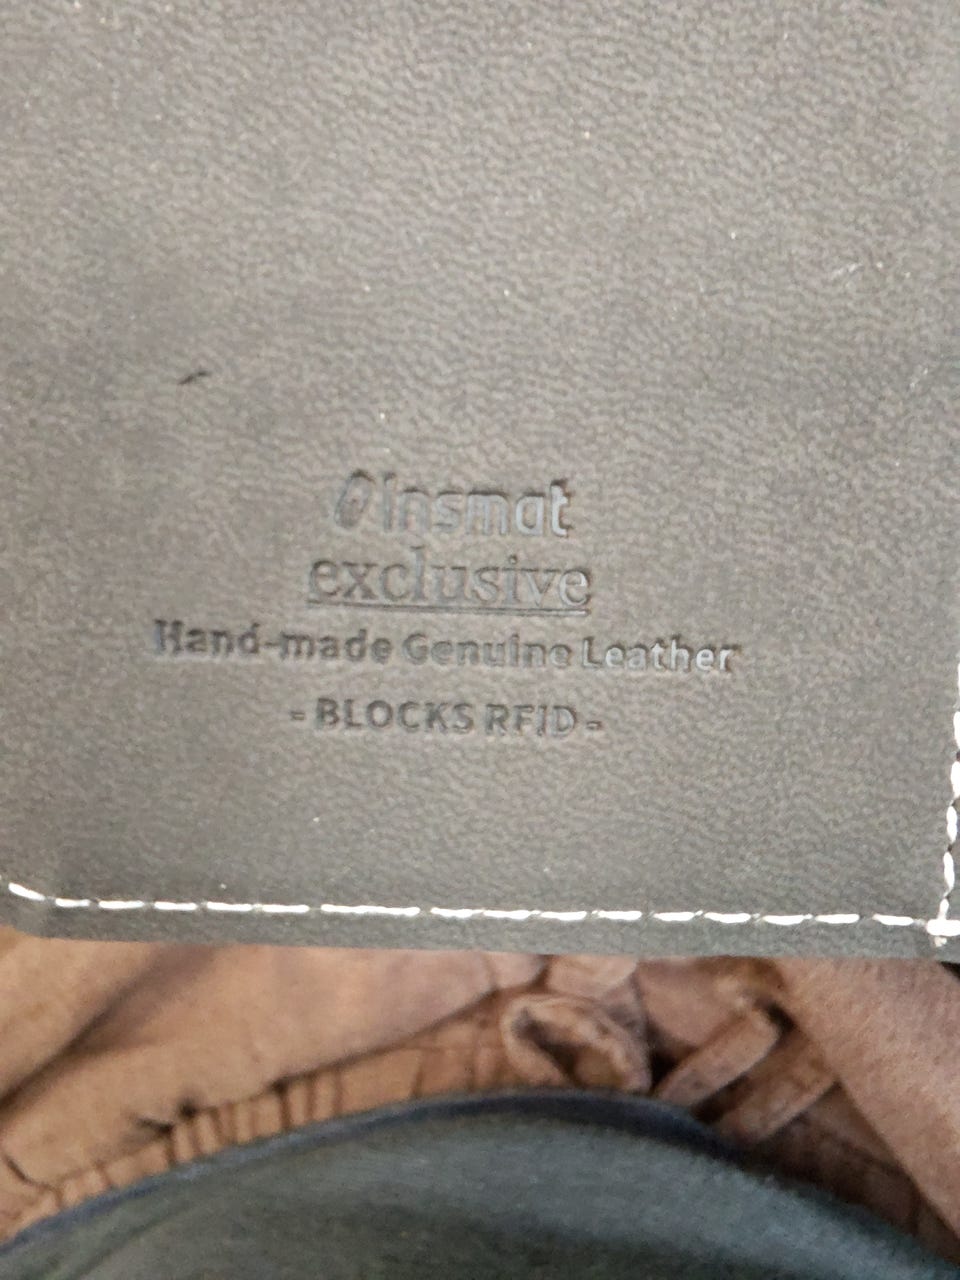 Insmat
exclusive
Hand-made Genuine Leather
- BLOCKS RFID -